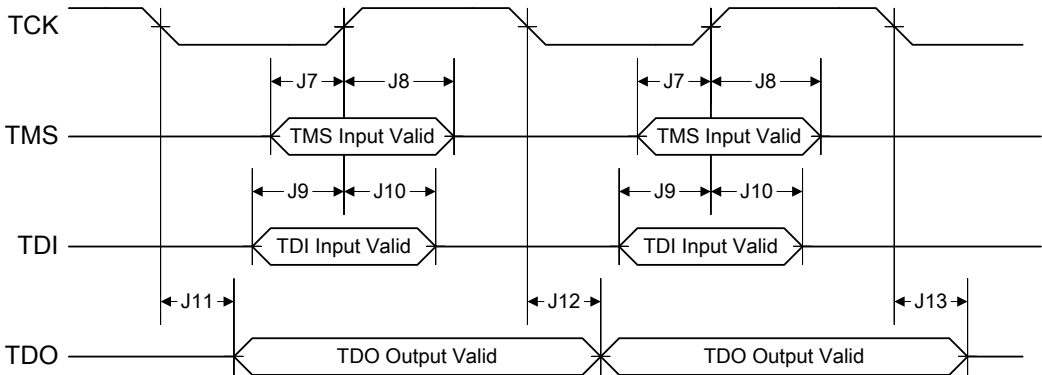 TCK
J7 J8 J7 J8
TMS TMS Input Valid TMS Input Valid
J9 J10 J9 J10
TDI TDI Input Valid TDI Input Valid
J11 J12 J13
TDO TDO Output Valid TDO Output Valid